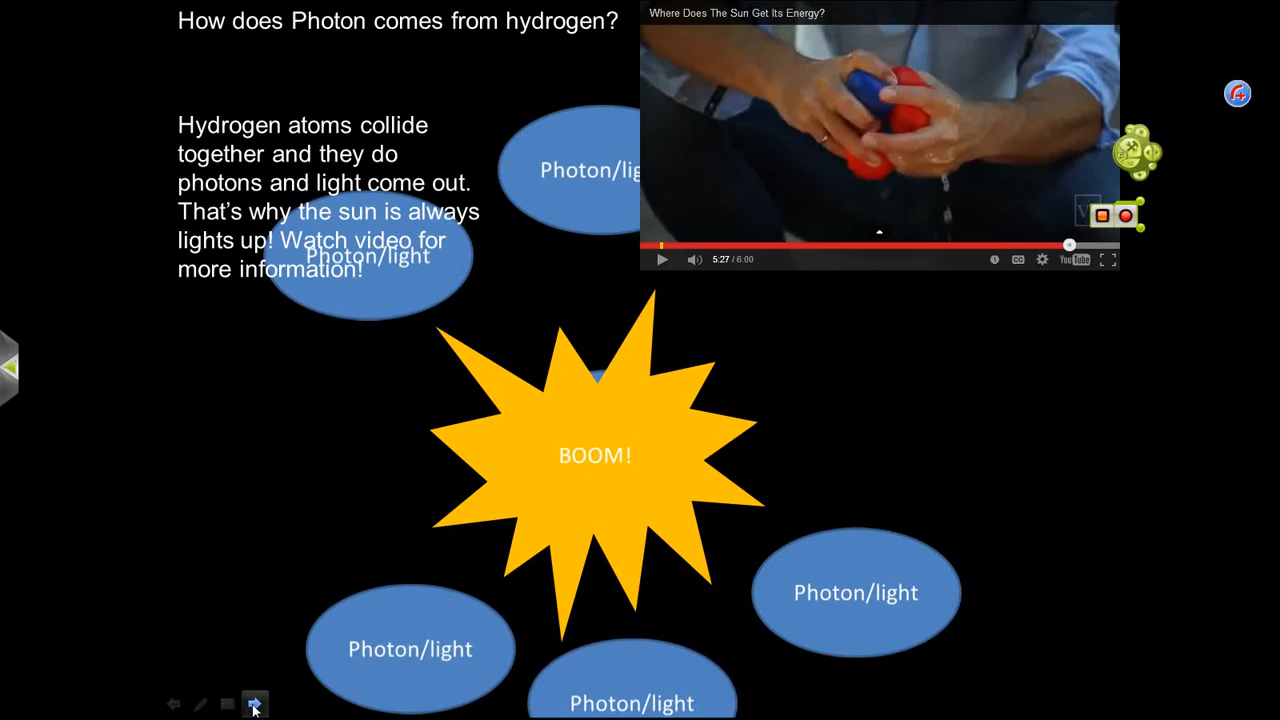 How does Photon comes from hydrogen?
Where Does The Sun Get Its Energy?
Hydrogen atoms collide
together and they do
photons and light come out.
That's why the sun is always
lights up! Watch video for
more information!
Photon/lig
Photon/light
5:27 / 6:00
CC
YouTube
BOOM!
Photon/light
Photon/light
Photon/light